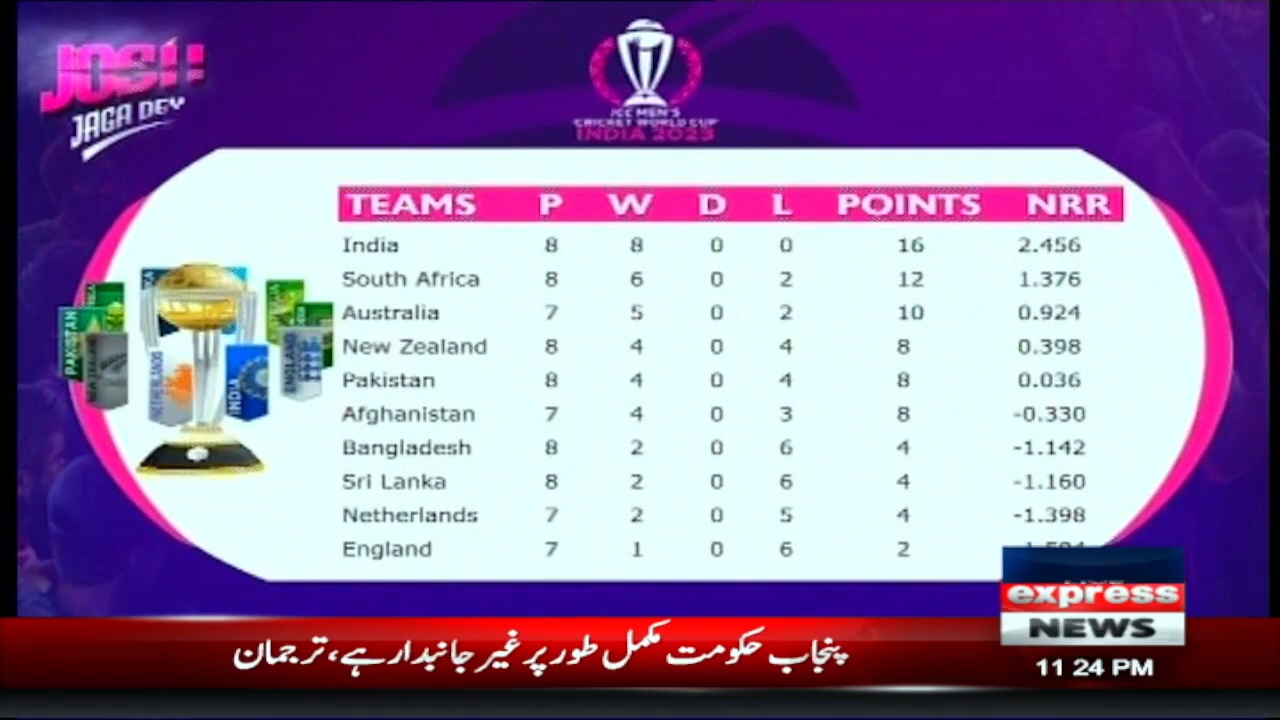 JOSH
JAGA DEY
ICC MEN'S
CRICKET WORLD CUP
INDIA 2023
TEAMS P W D L POINTS NRR
India 8 8 0 0 16 2.456
South Africa 8 6 0 2 12 1.376
Australia 7 5 0 2 10 0.924
New Zealand 8 4 0 4 8 0.398
Pakistan 8 4 0 4 8 0.036
Afghanistan 7 4 0 3 8 -0.330
Bangladesh 8 2 0 6 4 -1.142
Sri Lanka 8 2 0 6 4 -1.160
Netherlands 7 2 0 5 4 -1.398
England 7 1 0 6 2
PAKISTAN
NEW ZEALAND
NETHERLANDS
INDIA
ENGLAND
express
NEWS
پنجاب حکومت مکمل طور پر غیر جانبدار ہے، ترجمان
11 24 PM